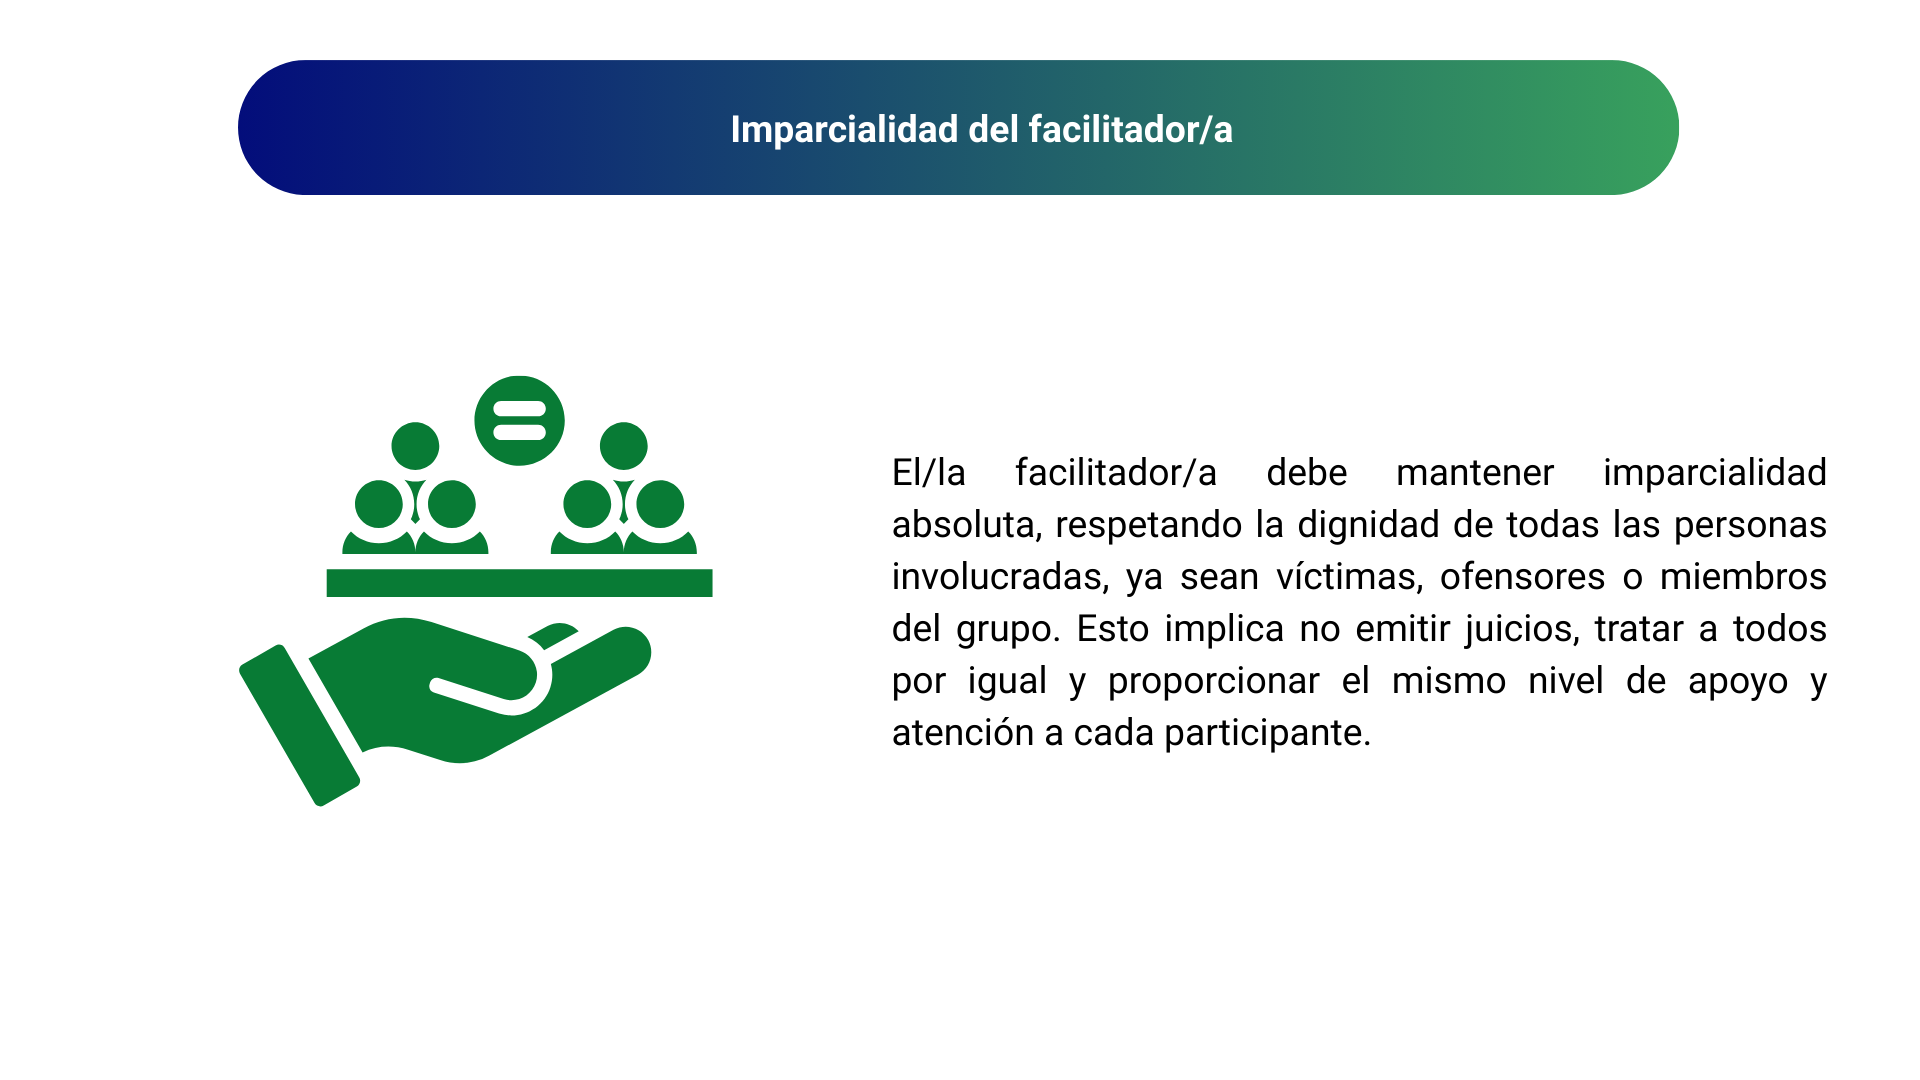 Imparcialidad del facilitador/a
El/la facilitador/a debe mantener imparcialidad
absoluta, respetando la dignidad de todas las personas
involucradas, ya sean víctimas, ofensores o miembros
del grupo. Esto implica no emitir juicios, tratar a todos
por igual y proporcionar el mismo nivel de apoyo y
atención a cada participante.